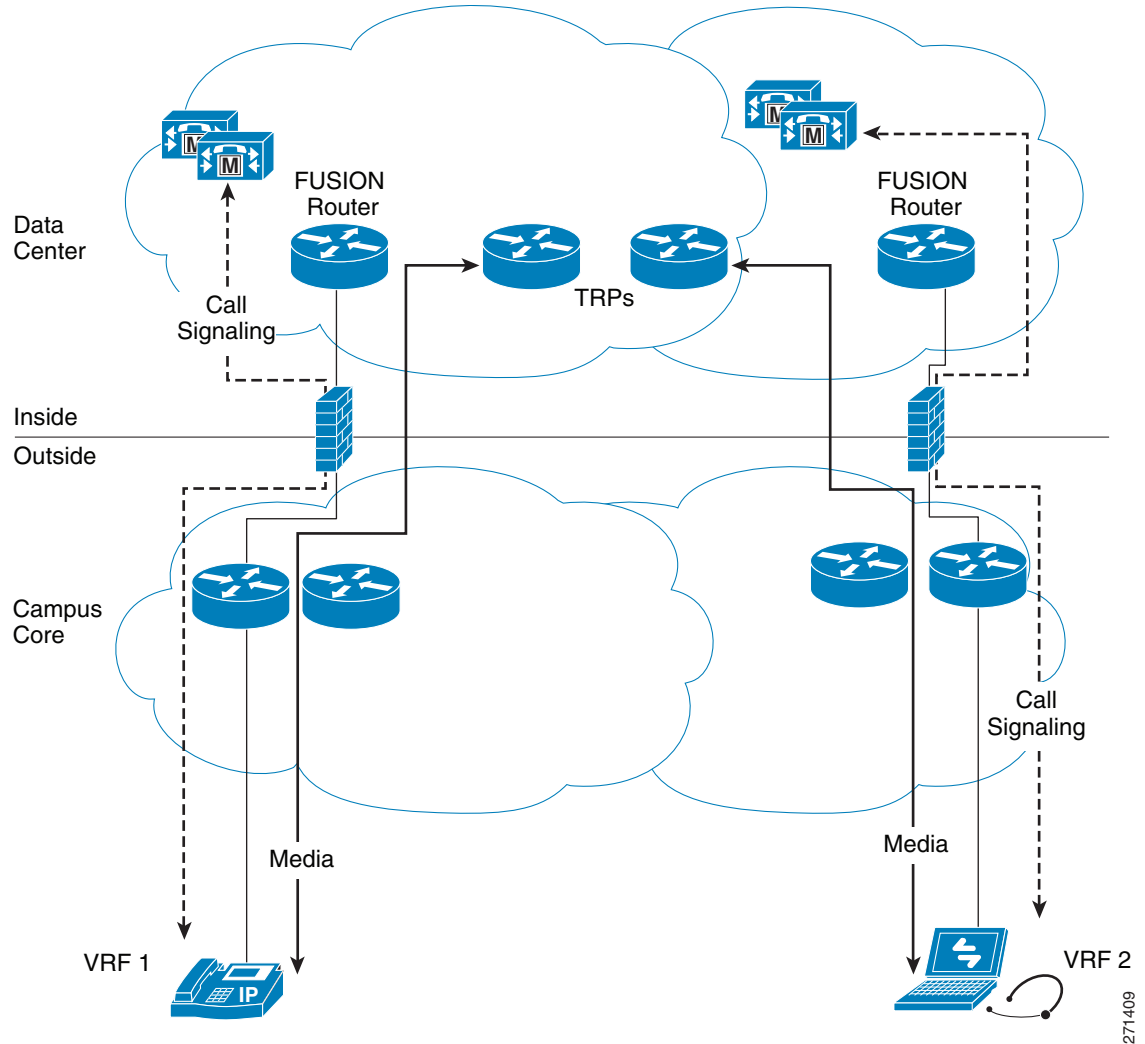 M
M
M
M
FUSION
Router
FUSION
Router
Data
Center
TRPs
Call
Signaling
Inside
Outside
Campus
Core
Call
Signaling
Media
Media
VRF 1
IP
VRF 2
271409